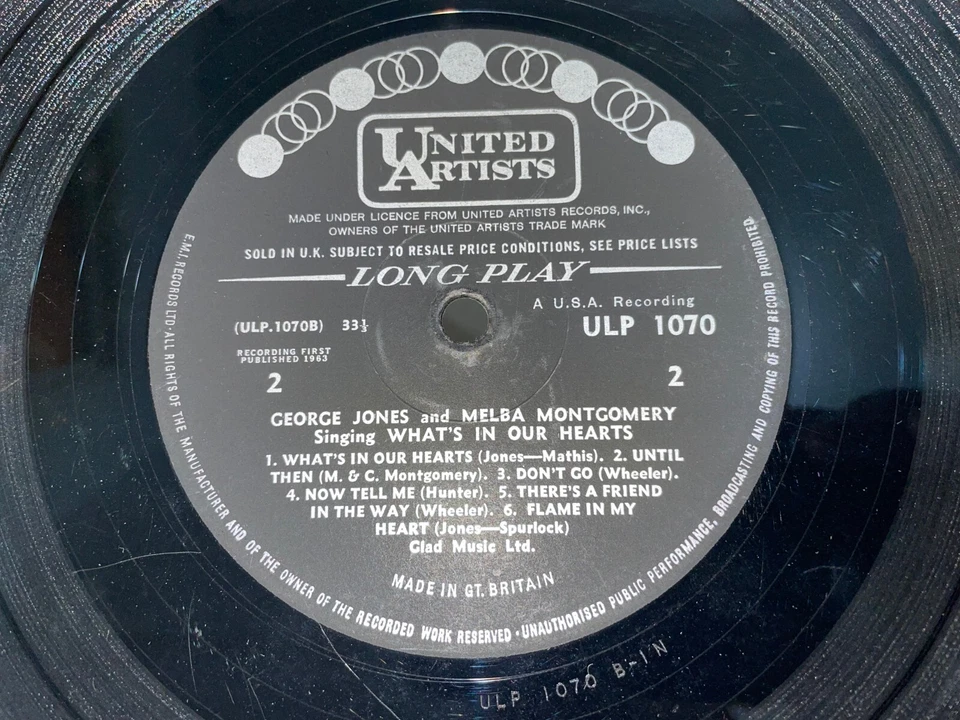 UNITED
ARTISTS
MADE UNDER LICENCE FROM UNITED ARTISTS RECORDS, INC.,
OWNERS OF THE UNITED ARTISTS TRADE MARK
SOLD IN U.K. SUBJECT TO RESALE PRICE CONDITIONS, SEE PRICE LISTS
LONG PLAY
A U.S.A. Recording
(ULP.1070B) 33⅓ ULP 1070
RECORDING FIRST
PUBLISHED 1963
2 2
GEORGE JONES and MELBA MONTGOMERY
Singing WHAT'S IN OUR HEARTS
1. WHAT'S IN OUR HEARTS (Jones—Mathis). 2. UNTIL
THEN (M. & C. Montgomery). 3. DON'T GO (Wheeler).
4. NOW TELL ME (Hunter). 5. THERE'S A FRIEND
IN THE WAY (Wheeler). 6. FLAME IN MY
HEART (Jones—Spurlock)
Glad Music Ltd.
MADE IN GT. BRITAIN
E.M.I. RECORDS LTD·ALL RIGHTS OF THE MANUFACTURER AND OF THE OWNER OF THE RECORDED WORK RESERVED·UNAUTHORISED PUBLIC PERFORMANCE, BROADCASTING AND COPYING OF THIS RECORD PROHIBITED
ULP 1070 B-1N